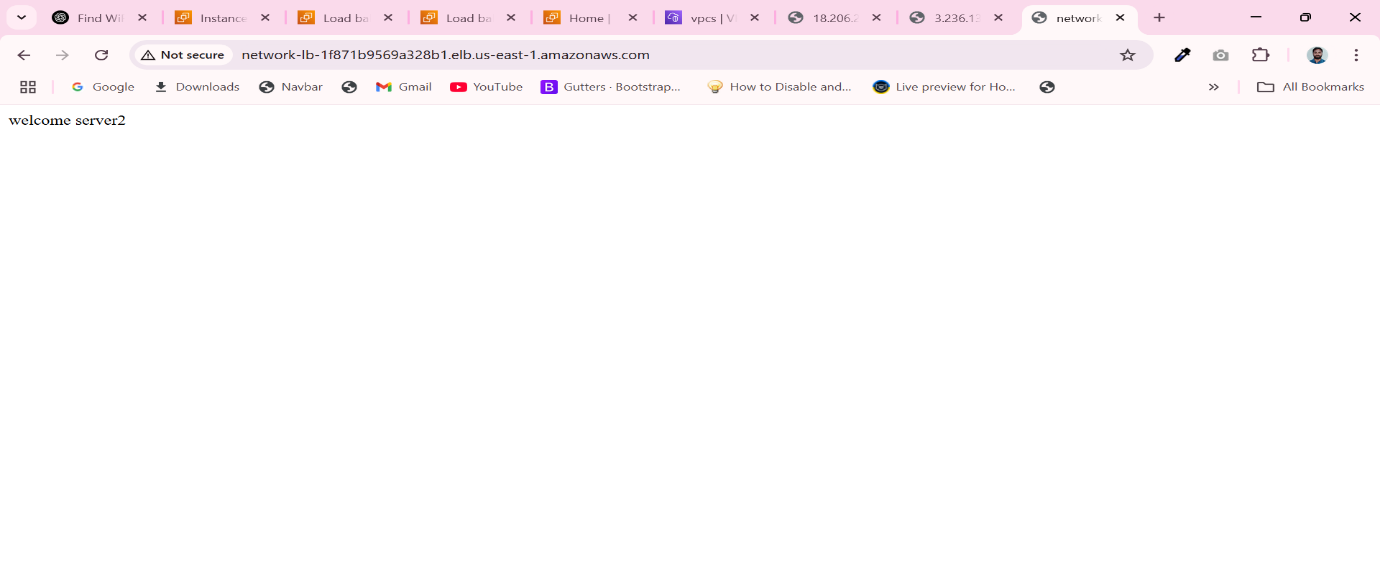 Find Wi
Instance
Load ba
Load ba
Home |
vpcs | V
18.206.2
3.236.13
network
Not secure
network-lb-1f871b9569a328b1.elb.us-east-1.amazonaws.com
Google
Downloads
Navbar
Gmail
YouTube
B
Gutters · Bootstrap...
How to Disable and...
Live preview for Ho...
»
All Bookmarks
welcome server2